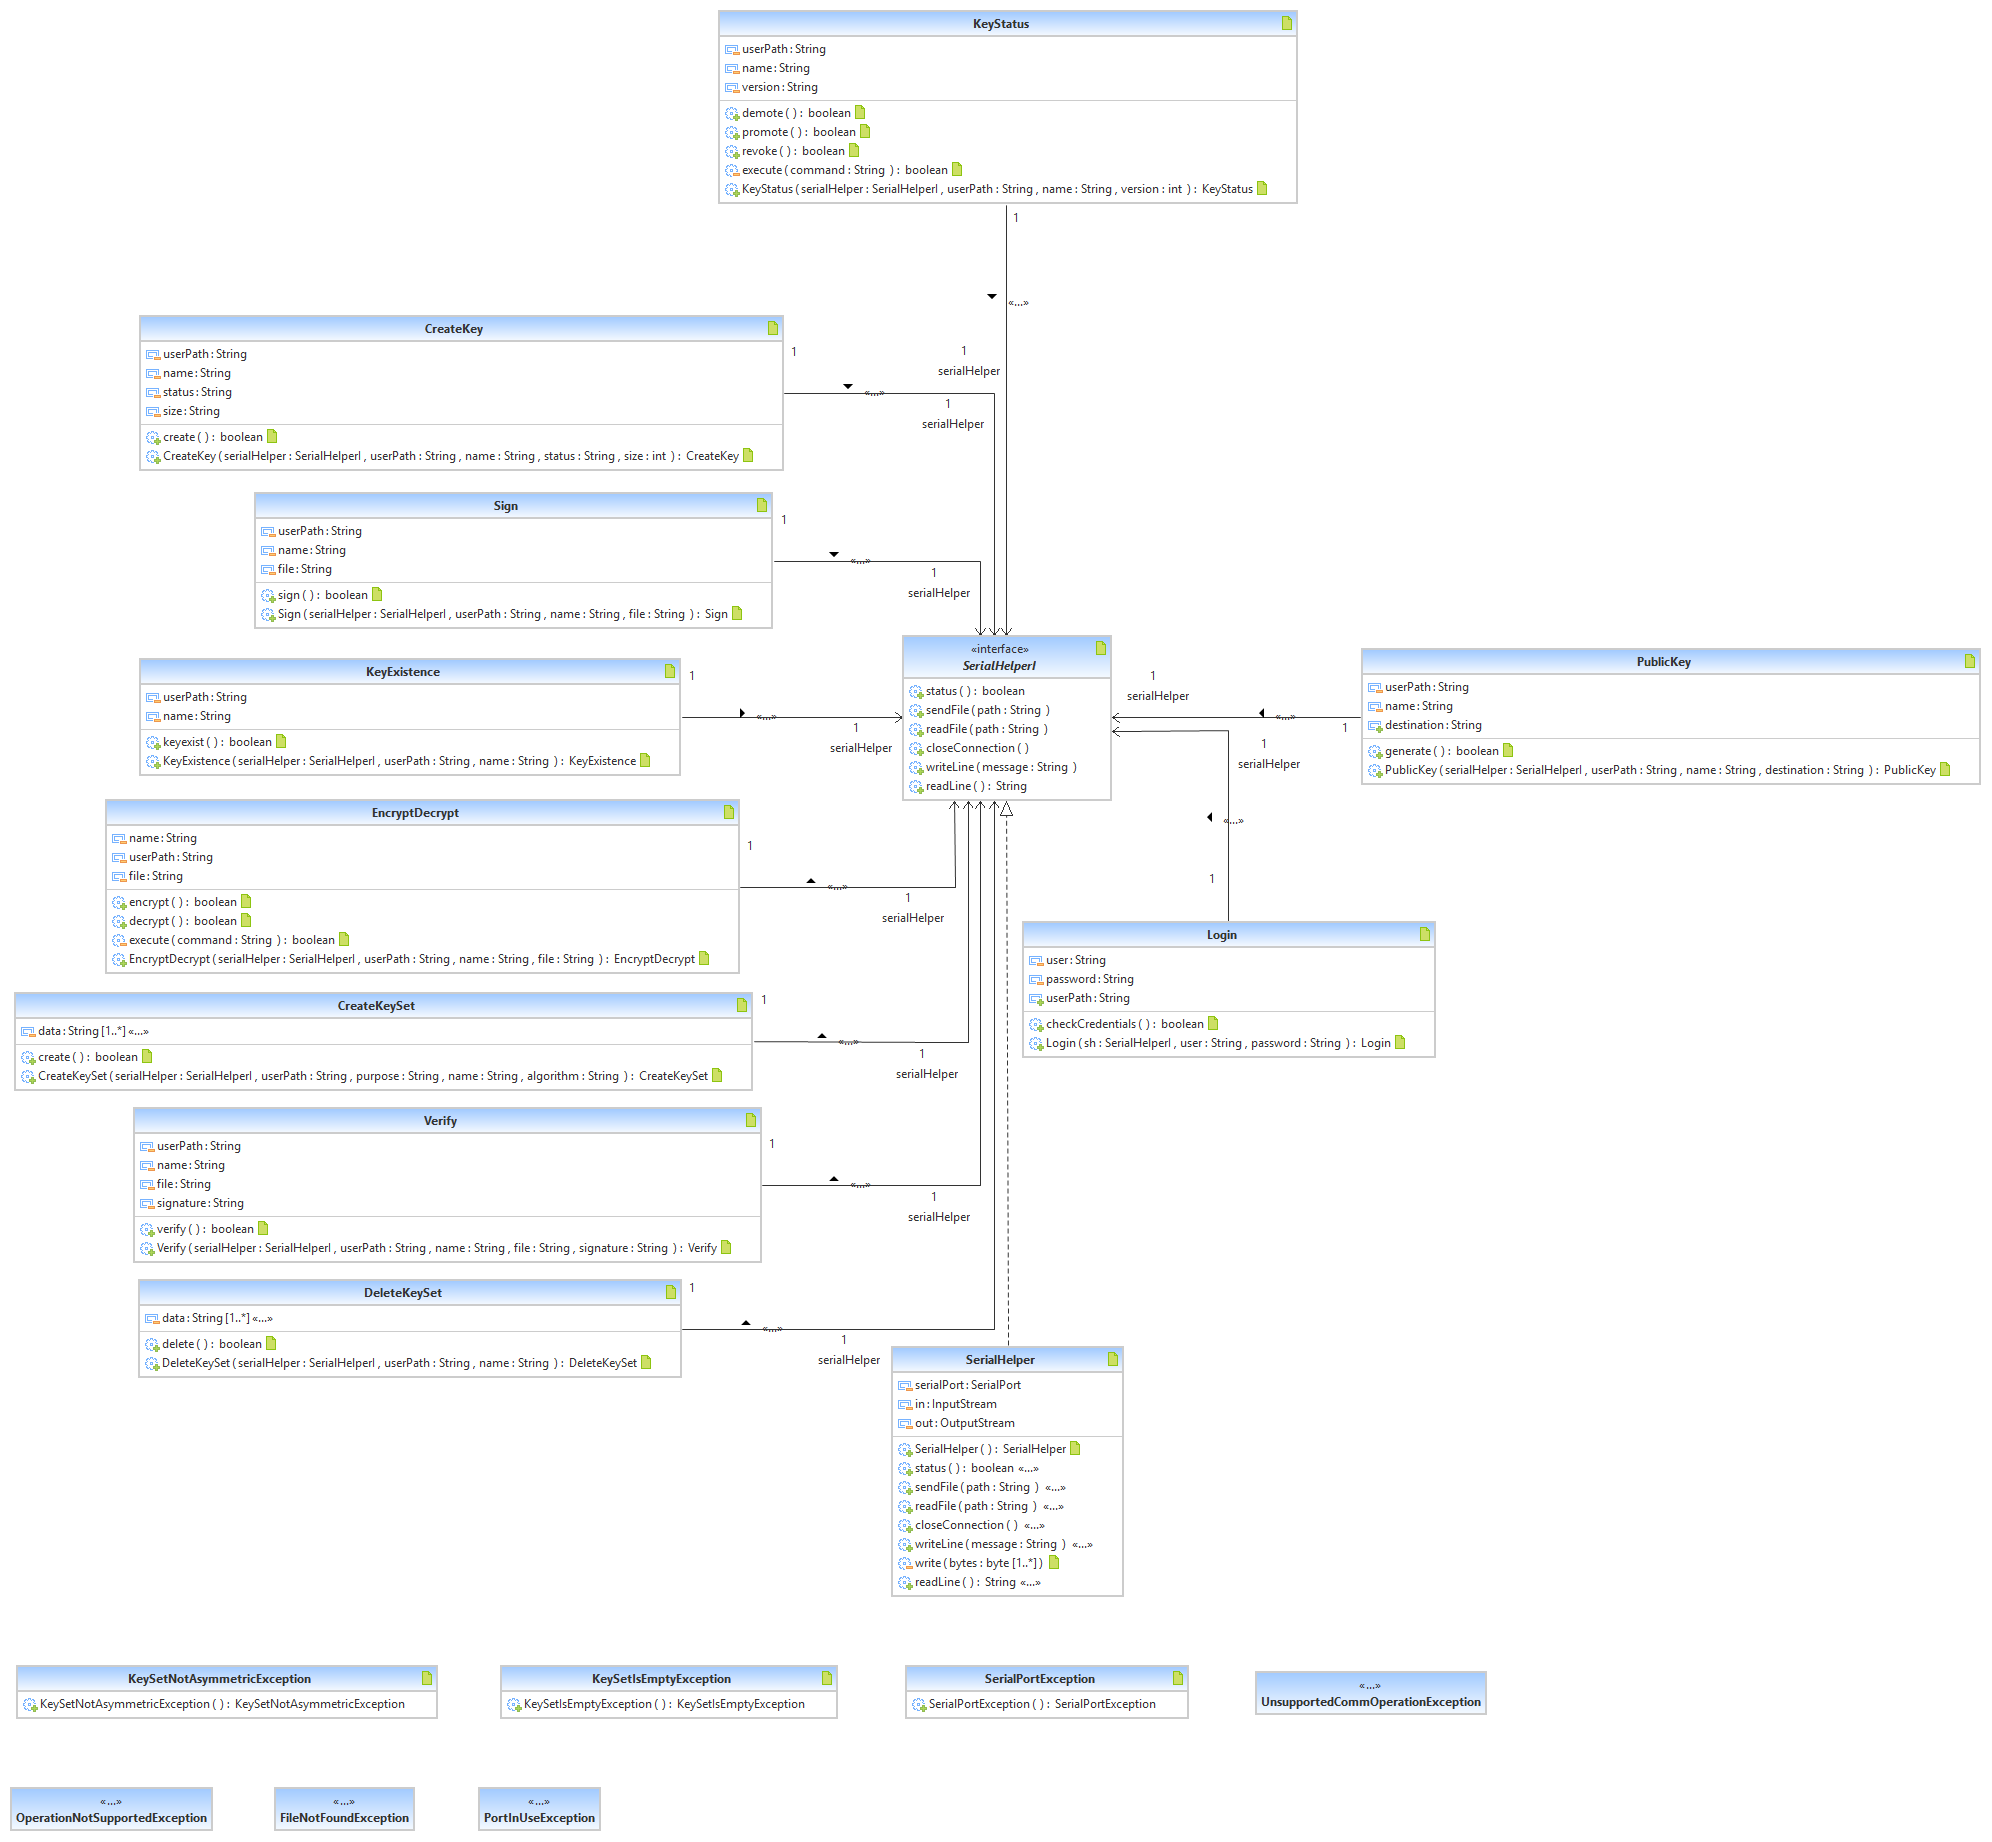 KeyStatus
userPath:String
name:String
version:String
demote ( ) : boolean
promote ( ) : boolean
revoke ( ) : boolean
execute ( command : String ) : boolean
KeyStatus ( serialHelper : SerialHelperI , userPath : String , name : String , version : int ) : KeyStatus
1
«...»
1
serialHelper
CreateKey
userPath:String
name:String
status:String
size:String
create ( ) : boolean
CreateKey ( serialHelper : SerialHelperI , userPath : String , name : String , status : String , size : int ) : CreateKey
1
«...»
1
serialHelper
Sign
userPath:String
name:String
file:String
sign ( ) : boolean
Sign ( serialHelper : SerialHelperI , userPath : String , name : String , file : String ) : Sign
1
«...»
1
serialHelper
«interface»
SerialHelperI
status ( ) : boolean
sendFile ( path : String )
readFile ( path : String )
closeConnection ( )
writeLine ( message : String )
readLine ( ) : String
KeyExistence
userPath:String
name:String
keyexist ( ) : boolean
KeyExistence ( serialHelper : SerialHelperI , userPath : String , name : String ) : KeyExistence
1
«...»
1
serialHelper
PublicKey
userPath:String
name:String
destination:String
generate ( ) : boolean
PublicKey ( serialHelper : SerialHelperI , userPath : String , name : String , destination : String ) : PublicKey
1
serialHelper
«...»
1
1
serialHelper
«...»
1
EncryptDecrypt
name:String
userPath:String
file:String
encrypt ( ) : boolean
decrypt ( ) : boolean
execute ( command : String ) : boolean
EncryptDecrypt ( serialHelper : SerialHelperI , userPath : String , name : String , file : String ) : EncryptDecrypt
1
«...»
1
serialHelper
Login
user:String
password:String
userPath:String
checkCredentials ( ) : boolean
Login ( sh : SerialHelperI , user : String , password : String ) : Login
CreateKeySet
data:String [1..*] «...»
create ( ) : boolean
CreateKeySet ( serialHelper : SerialHelperI , userPath : String , purpose : String , name : String , algorithm : String ) : CreateKeySet
1
«...»
1
serialHelper
Verify
userPath:String
name:String
file:String
signature:String
verify ( ) : boolean
Verify ( serialHelper : SerialHelperI , userPath : String , name : String , file : String , signature : String ) : Verify
1
«...»
1
serialHelper
DeleteKeySet
data:String [1..*] «...»
delete ( ) : boolean
DeleteKeySet ( serialHelper : SerialHelperI , userPath : String , name : String ) : DeleteKeySet
1
«...»
1
serialHelper
SerialHelper
serialPort:SerialPort
in:InputStream
out:OutputStream
SerialHelper ( ) : SerialHelper
status ( ) : boolean «...»
sendFile ( path : String ) «...»
readFile ( path : String ) «...»
closeConnection ( ) «...»
writeLine ( message : String ) «...»
write ( bytes : byte [1..*] )
readLine ( ) : String «...»
KeySetNotAsymmetricException
KeySetNotAsymmetricException ( ) : KeySetNotAsymmetricException
KeySetIsEmptyException
KeySetIsEmptyException ( ) : KeySetIsEmptyException
SerialPortException
SerialPortException ( ) : SerialPortException
«...»
UnsupportedCommOperationException
«...»
OperationNotSupportedException
«...»
FileNotFoundException
«...»
PortInUseException